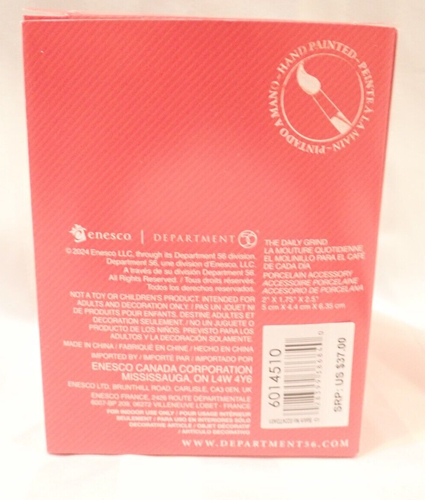 HAND PAINTED~PEINTE À LA MAIN~PINTADO A MANO~
enesco. | DEPARTMENT 56
© 2024 Enesco, LLC, through its Department 56 division.
Department 56, une division d'Enesco, LLC.
A través de su división Department 56.
All Rights Reserved. / Tous droits réservés.
Todos los derechos reservados.
THE DAILY GRIND
LA MOUTURE QUOTIDIENNE
EL MOLINILLO PARA EL CAFÉ
DE CADA DÍA
PORCELAIN ACCESSORY
ACCESSOIRE PORCELAINE
ACCESORIO DE PORCELANA
2" X 1.75" X 2.5"
5 cm X 4.4 cm X 6.35 cm
NOT A TOY OR CHILDREN'S PRODUCT. INTENDED FOR
ADULTS AND DECORATION ONLY. / PAS UN JOUET NI
DE PRODUITS POUR ENFANTS. DESTINE ADULTES ET
DECORATION SEULEMENT. / NO UN JUGUETE O
PRODUCTO DE LOS NIÑOS. PREVISTO PARA LOS
ADULTOS Y LA DECORACIÓN SOLAMENTE.
MADE IN CHINA / FABRIQUÉ EN CHINE / HECHO EN CHINA
IMPORTED BY / IMPORTE PAR / IMPORTADO POR
ENESCO CANADA CORPORATION
MISSISSAUGA, ON L4W 4Y6
ENESCO LTD. BRUNTHILL ROAD, CARLISLE, CA3 0EN, UK
ENESCO FRANCE, 2429 ROUTE DÉPARTEMENTALE
6202-BP 209, 06272 VILLENEUVE LOBET - FRANCE
FOR INDOOR USE ONLY / POUR USAGE INTÉRIEUR
SEULEMENT / PARA USO EN INTERIORES SÓLO
DECORATIVE ARTICLE / OBJET DÉCORATIF
ARTÍCULO DECORATIVO
6014510
SRP: US $37.00
WWW.DEPARTMENT56.COM